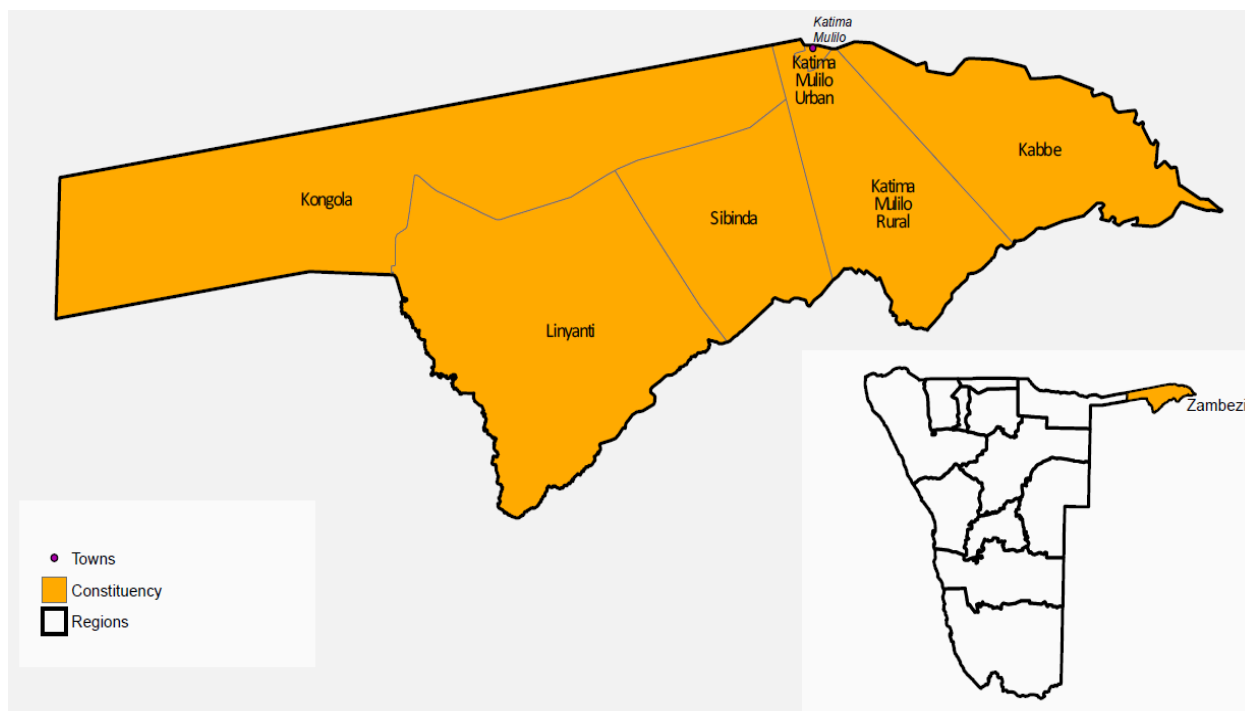 Katima
Mulilo
Katima
Mulilo
Urban
Kabbe
Kongola
Katima
Mulilo
Rural
Sibinda
Linyanti
Zambezi
Towns
Constituency
Regions